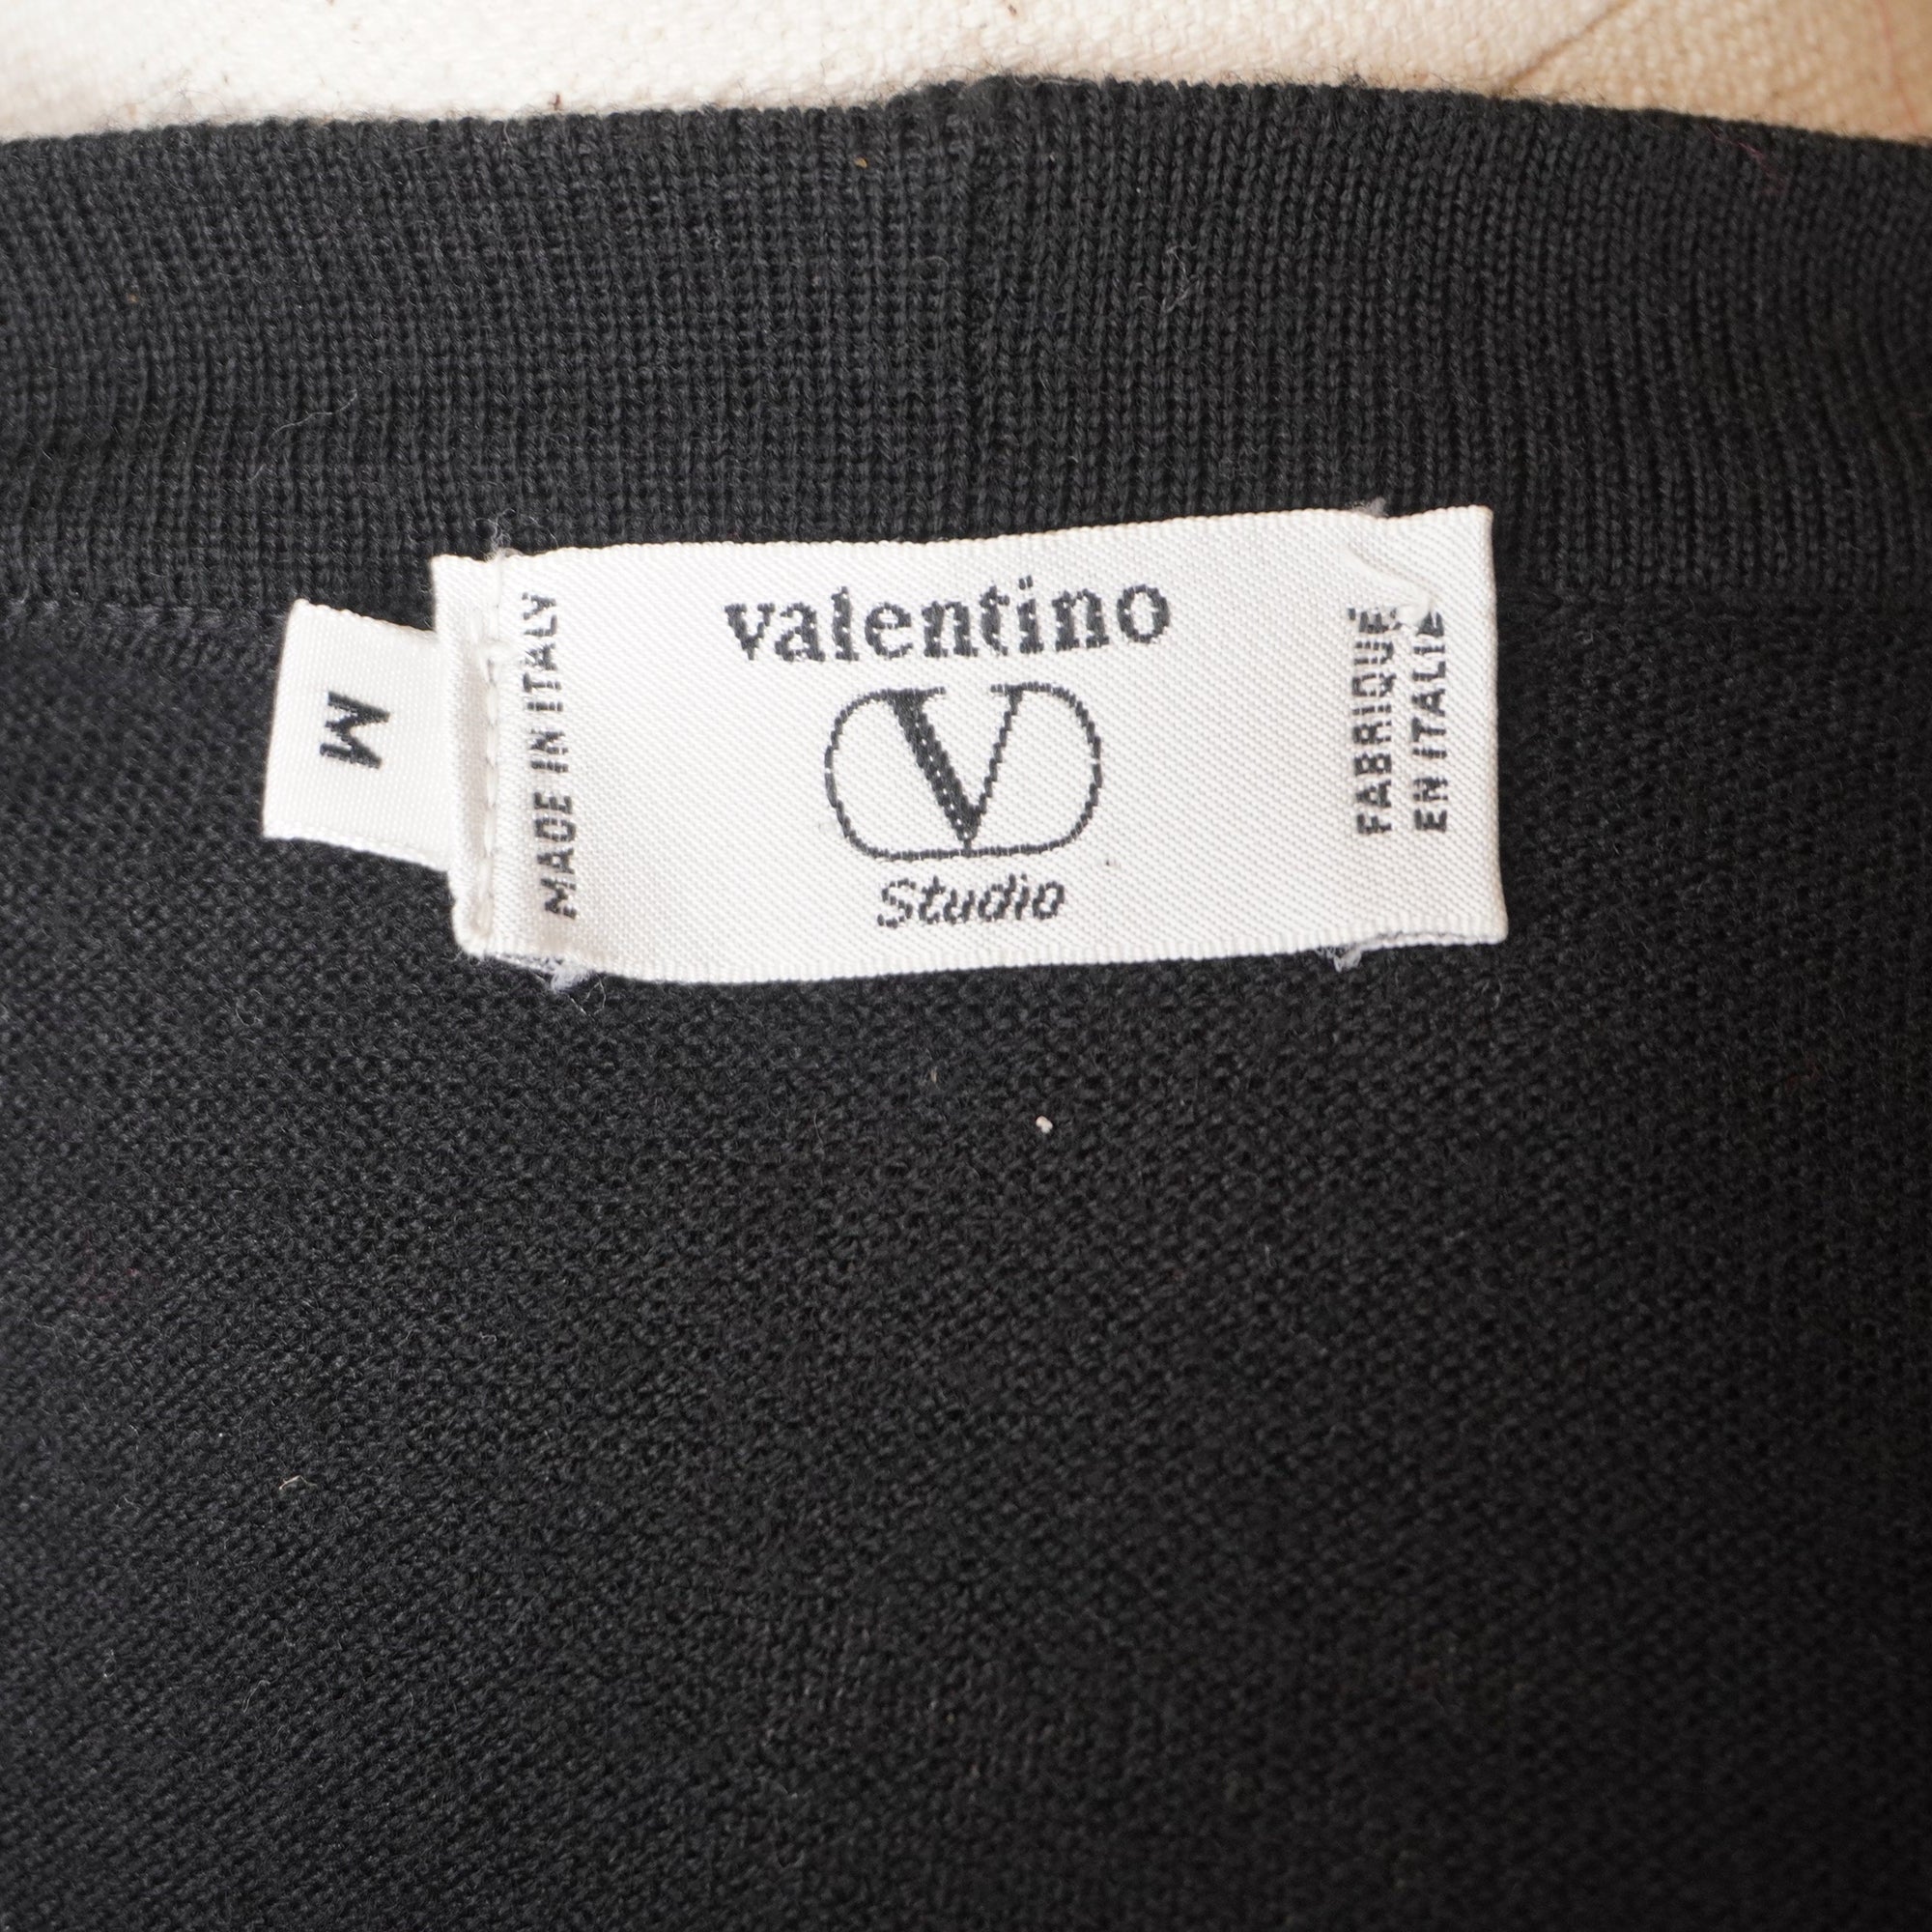 M
MADE IN ITALY
valentino
V
Studio
FABRIQUÉ
EN ITALIE